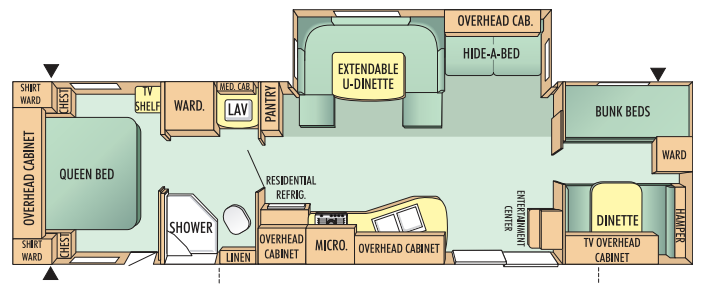 OVERHEAD CAB.
HIDE-A-BED
EXTENDABLE
U-DINETTE
SHIRT
WARD
CHEST
TV
SHELF
WARD.
MED. CAB.
LAV
PANTRY
BUNK BEDS
OVERHEAD CABINET
QUEEN BED
WARD
RESIDENTIAL
REFRIG.
SHOWER
ENTERTAINMENT
CENTER
DINETTE
HAMPER
SHIRT
WARD
CHEST
LINEN
OVERHEAD
CABINET
MICRO.
OVERHEAD CABINET
TV OVERHEAD
CABINET